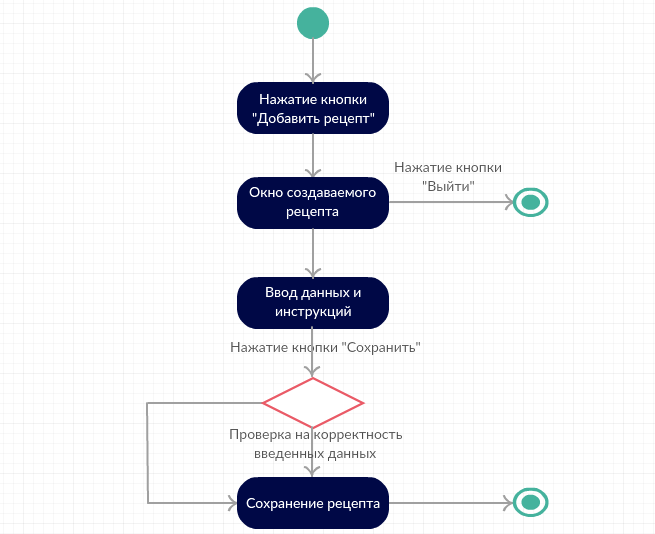 Нажатие кнопки
"Добавить рецепт"
Нажатие кнопки
"Выйти"
Окно создаваемого
рецепта
Ввод данных и
инструкций
Нажатие кнопки "Сохранить"
Проверка на корректность
введенных данных
Сохранение рецепта